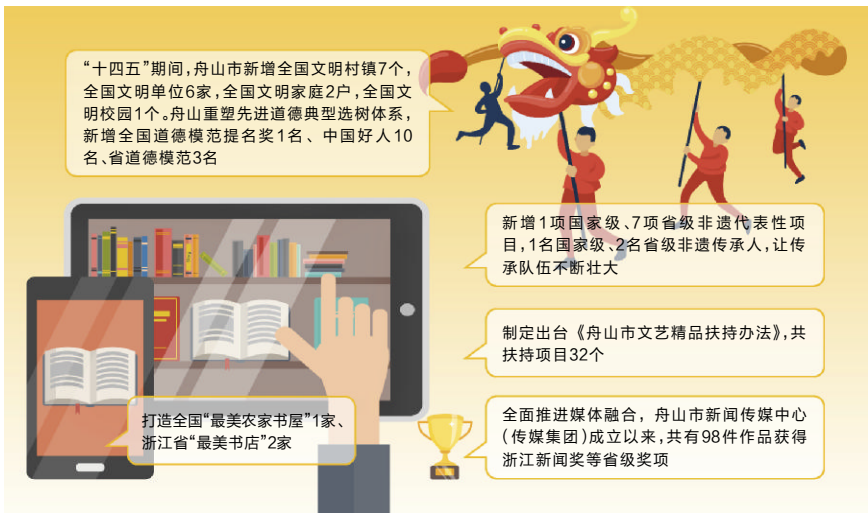 “十四五”期间，舟山市新增全国文明村镇7个，
全国文明单位6家，全国文明家庭2户，全国文
明校园1个。舟山重塑先进道德典型选树体系，
新增全国道德模范提名奖1名、中国好人10
名、省道德模范3名
新增1项国家级、7项省级非遗代表性项
目，1名国家级、2名省级非遗传承人，让传
承队伍不断壮大
制定出台《舟山市文艺精品扶持办法》，共
扶持项目32个
打造全国“最美农家书屋”1家、
浙江省“最美书店”2家
全面推进媒体融合，舟山市新闻传媒中心
（传媒集团）成立以来，共有98件作品获得
浙江新闻奖等省级奖项